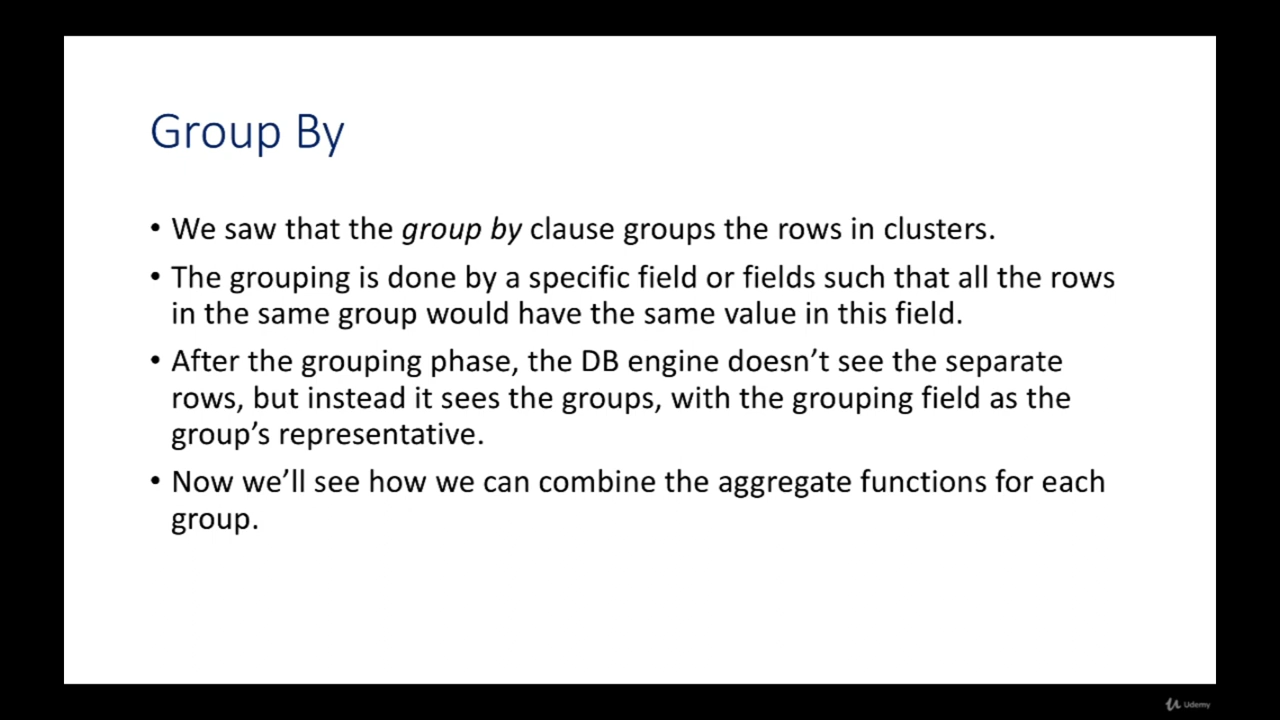 Group By
• We saw that the group by clause groups the rows in clusters.
• The grouping is done by a specific field or fields such that all the rows
in the same group would have the same value in this field.
• After the grouping phase, the DB engine doesn’t see the separate
rows, but instead it sees the groups, with the grouping field as the
group’s representative.
• Now we’ll see how we can combine the aggregate functions for each
group.
Udemy